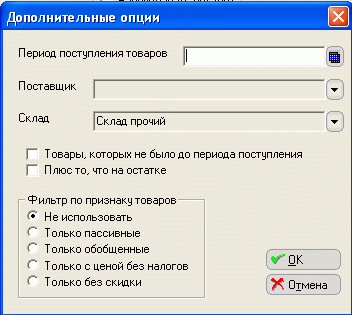 Дополнительные опции
Период поступления товаров
Поставщик
Склад
Склад прочий
Товары, которых не было до периода поступления
Плюс то, что на остатке
Фильтр по признаку товаров
Не использовать
Только пассивные
Только обобщенные
Только с ценой без налогов
Только без скидки
OK
Отмена